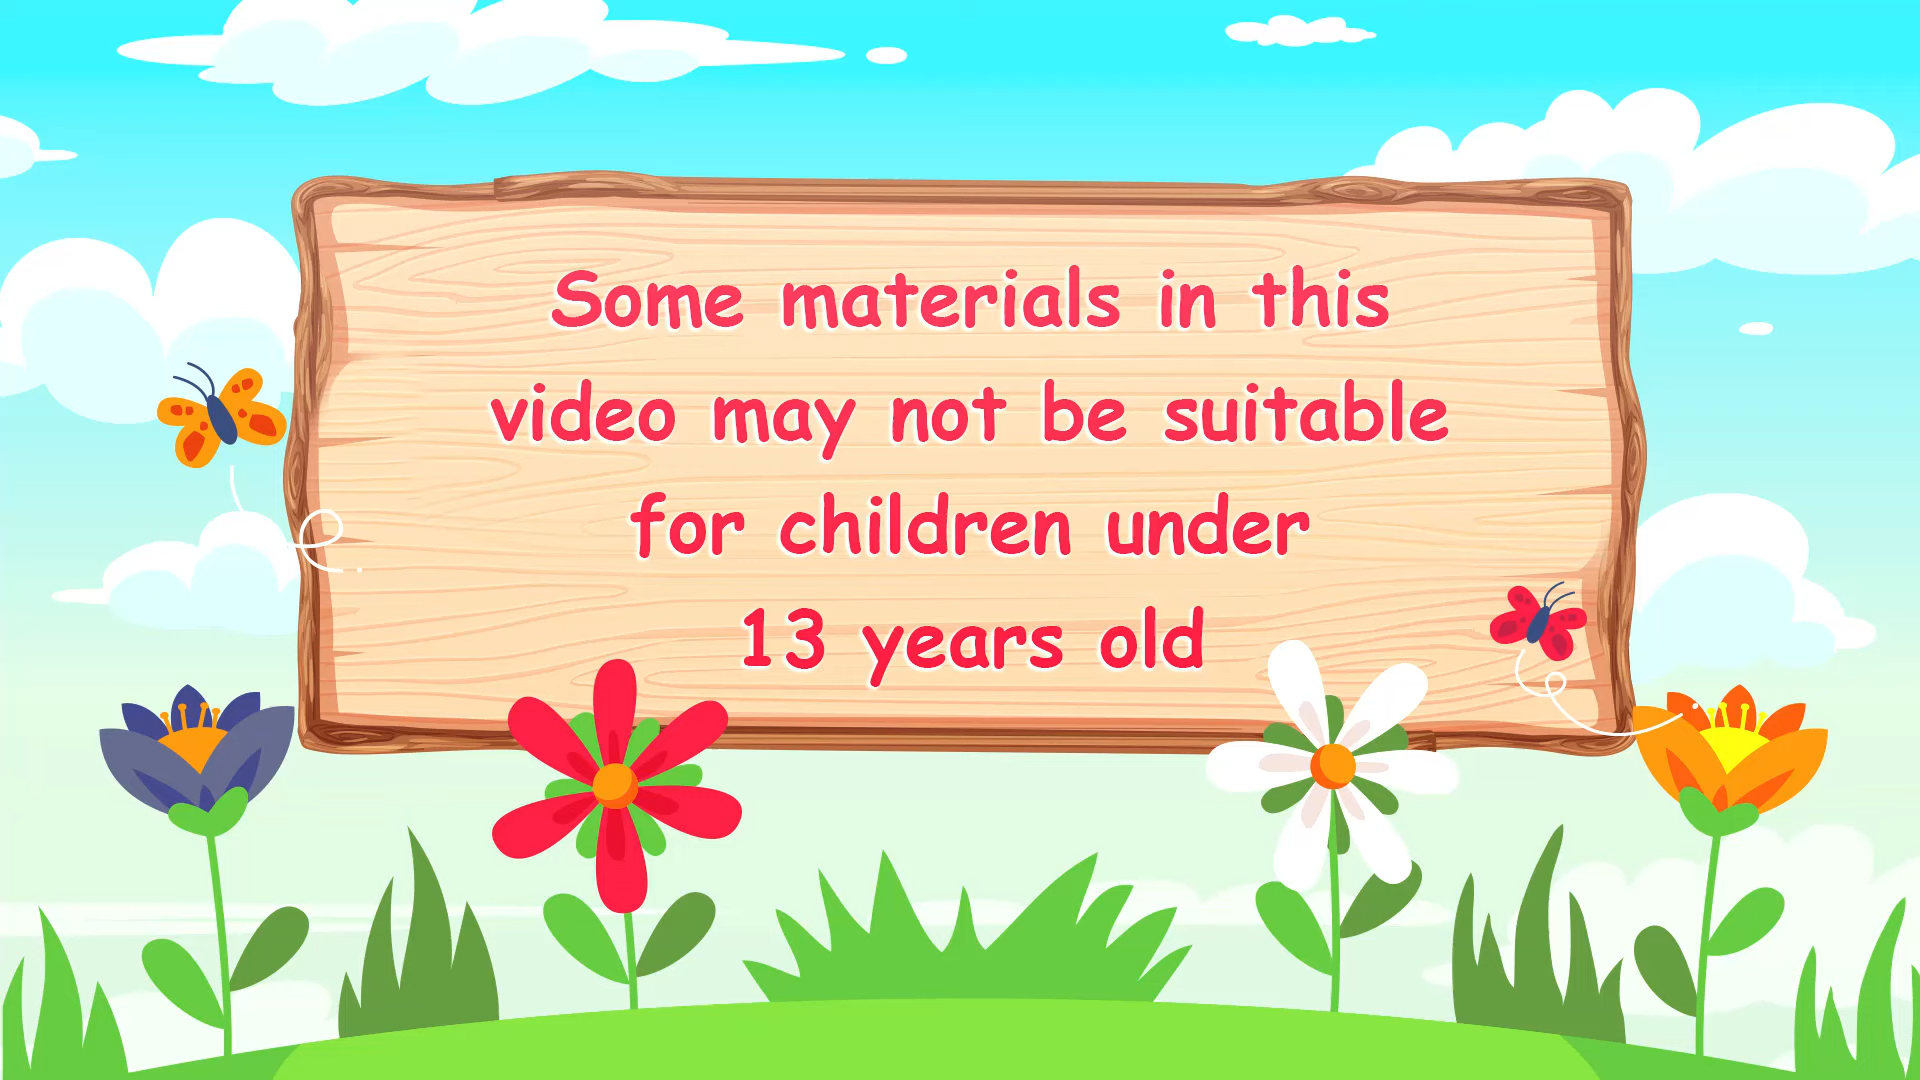 Some materials in this
video may not be suitable
for children under
13 years old